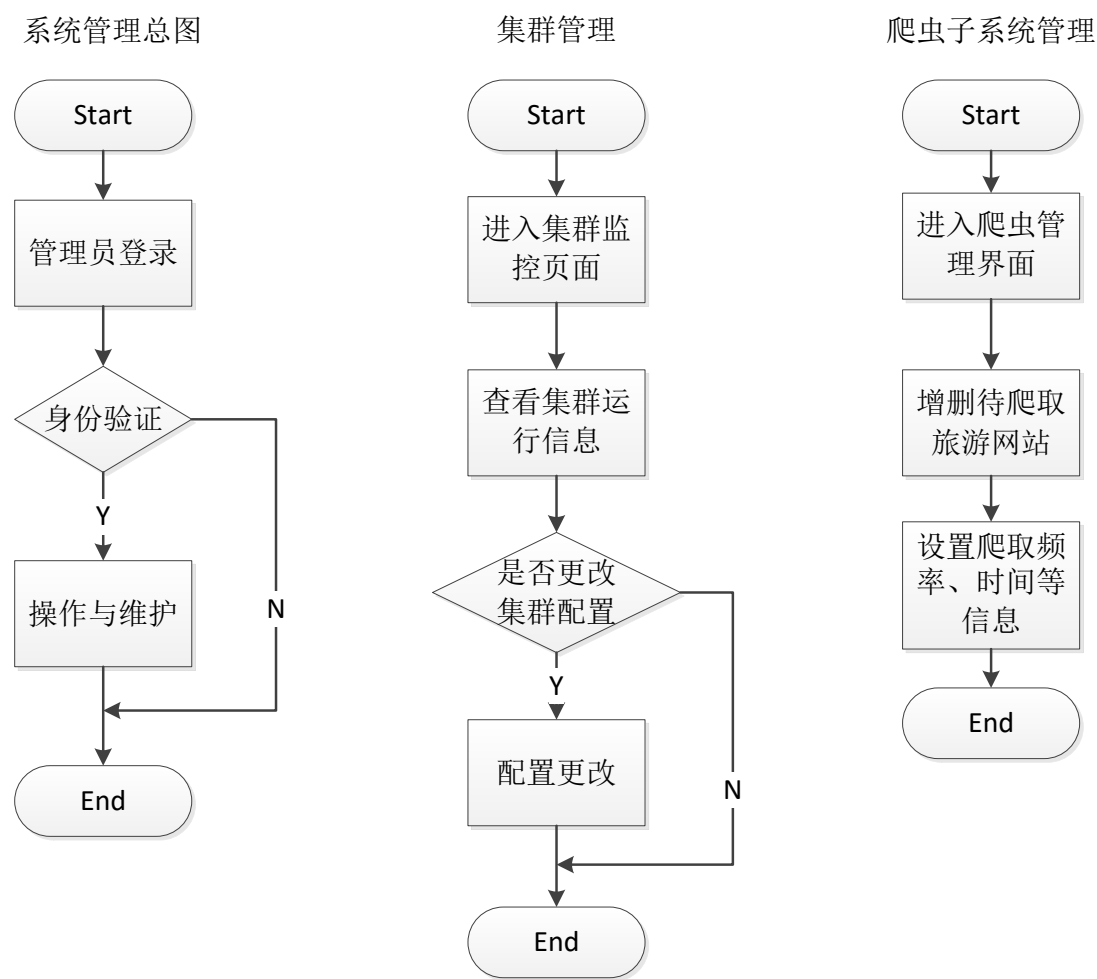 系统管理总图
Start
管理员登录
身份验证
Y
N
操作与维护
End
集群管理
Start
进入集群监
控页面
查看集群运
行信息
是否更改
集群配置
Y
配置更改
N
End
爬虫子系统管理
Start
进入爬虫管
理界面
增删待爬取
旅游网站
设置爬取频
率、时间等
信息
End